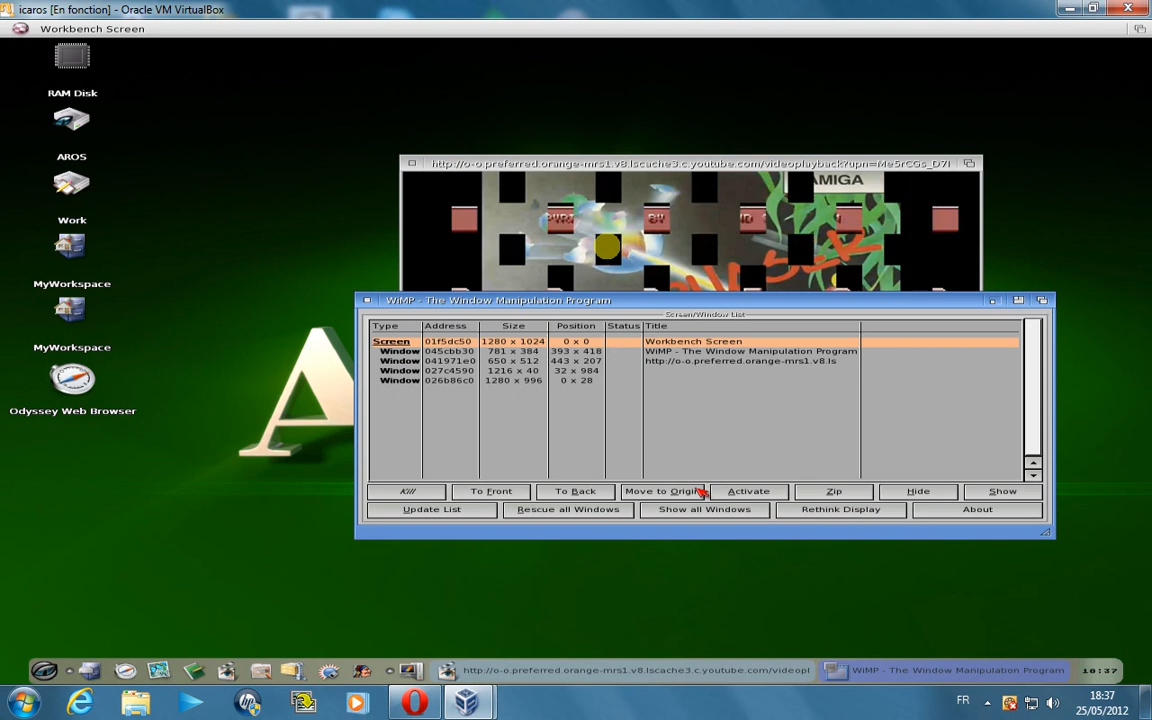 icaros [En fonction] - Oracle VM VirtualBox
Workbench Screen
RAM Disk
AROS
Work
MyWorkspace
MyWorkspace
Odyssey Web Browser
http://o-o.preferred.orange-mrs1.v8.lscache3.c.youtube.com/videoplayback?upn=Me5rCGs_D7I
AMIGA
BY
WiMP - The Window Manipulation Program
Screen/Window List
Type Address Size Position Status Title
Screen 01f5dc50 1280 x 1024 0 x 0 Workbench Screen
Window 045cbb30 781 x 384 393 x 418 WiMP - The Window Manipulation Program
Window 041971e0 650 x 512 443 x 207 http://o-o.preferred.orange-mrs1.v8.ls
Window 027c4590 1216 x 40 32 x 984
Window 026b86c0 1280 x 996 0 x 28
Kill To Front To Back Move to Origin Activate Zip Hide Show
Update List Rescue all Windows Show all Windows Rethink Display About
http://o-o.preferred.orange-mrs1.v8.lscache3.c.youtube.com/videopl WiMP - The Window Manipulation Program 18:37
FR 18:37
25/05/2012